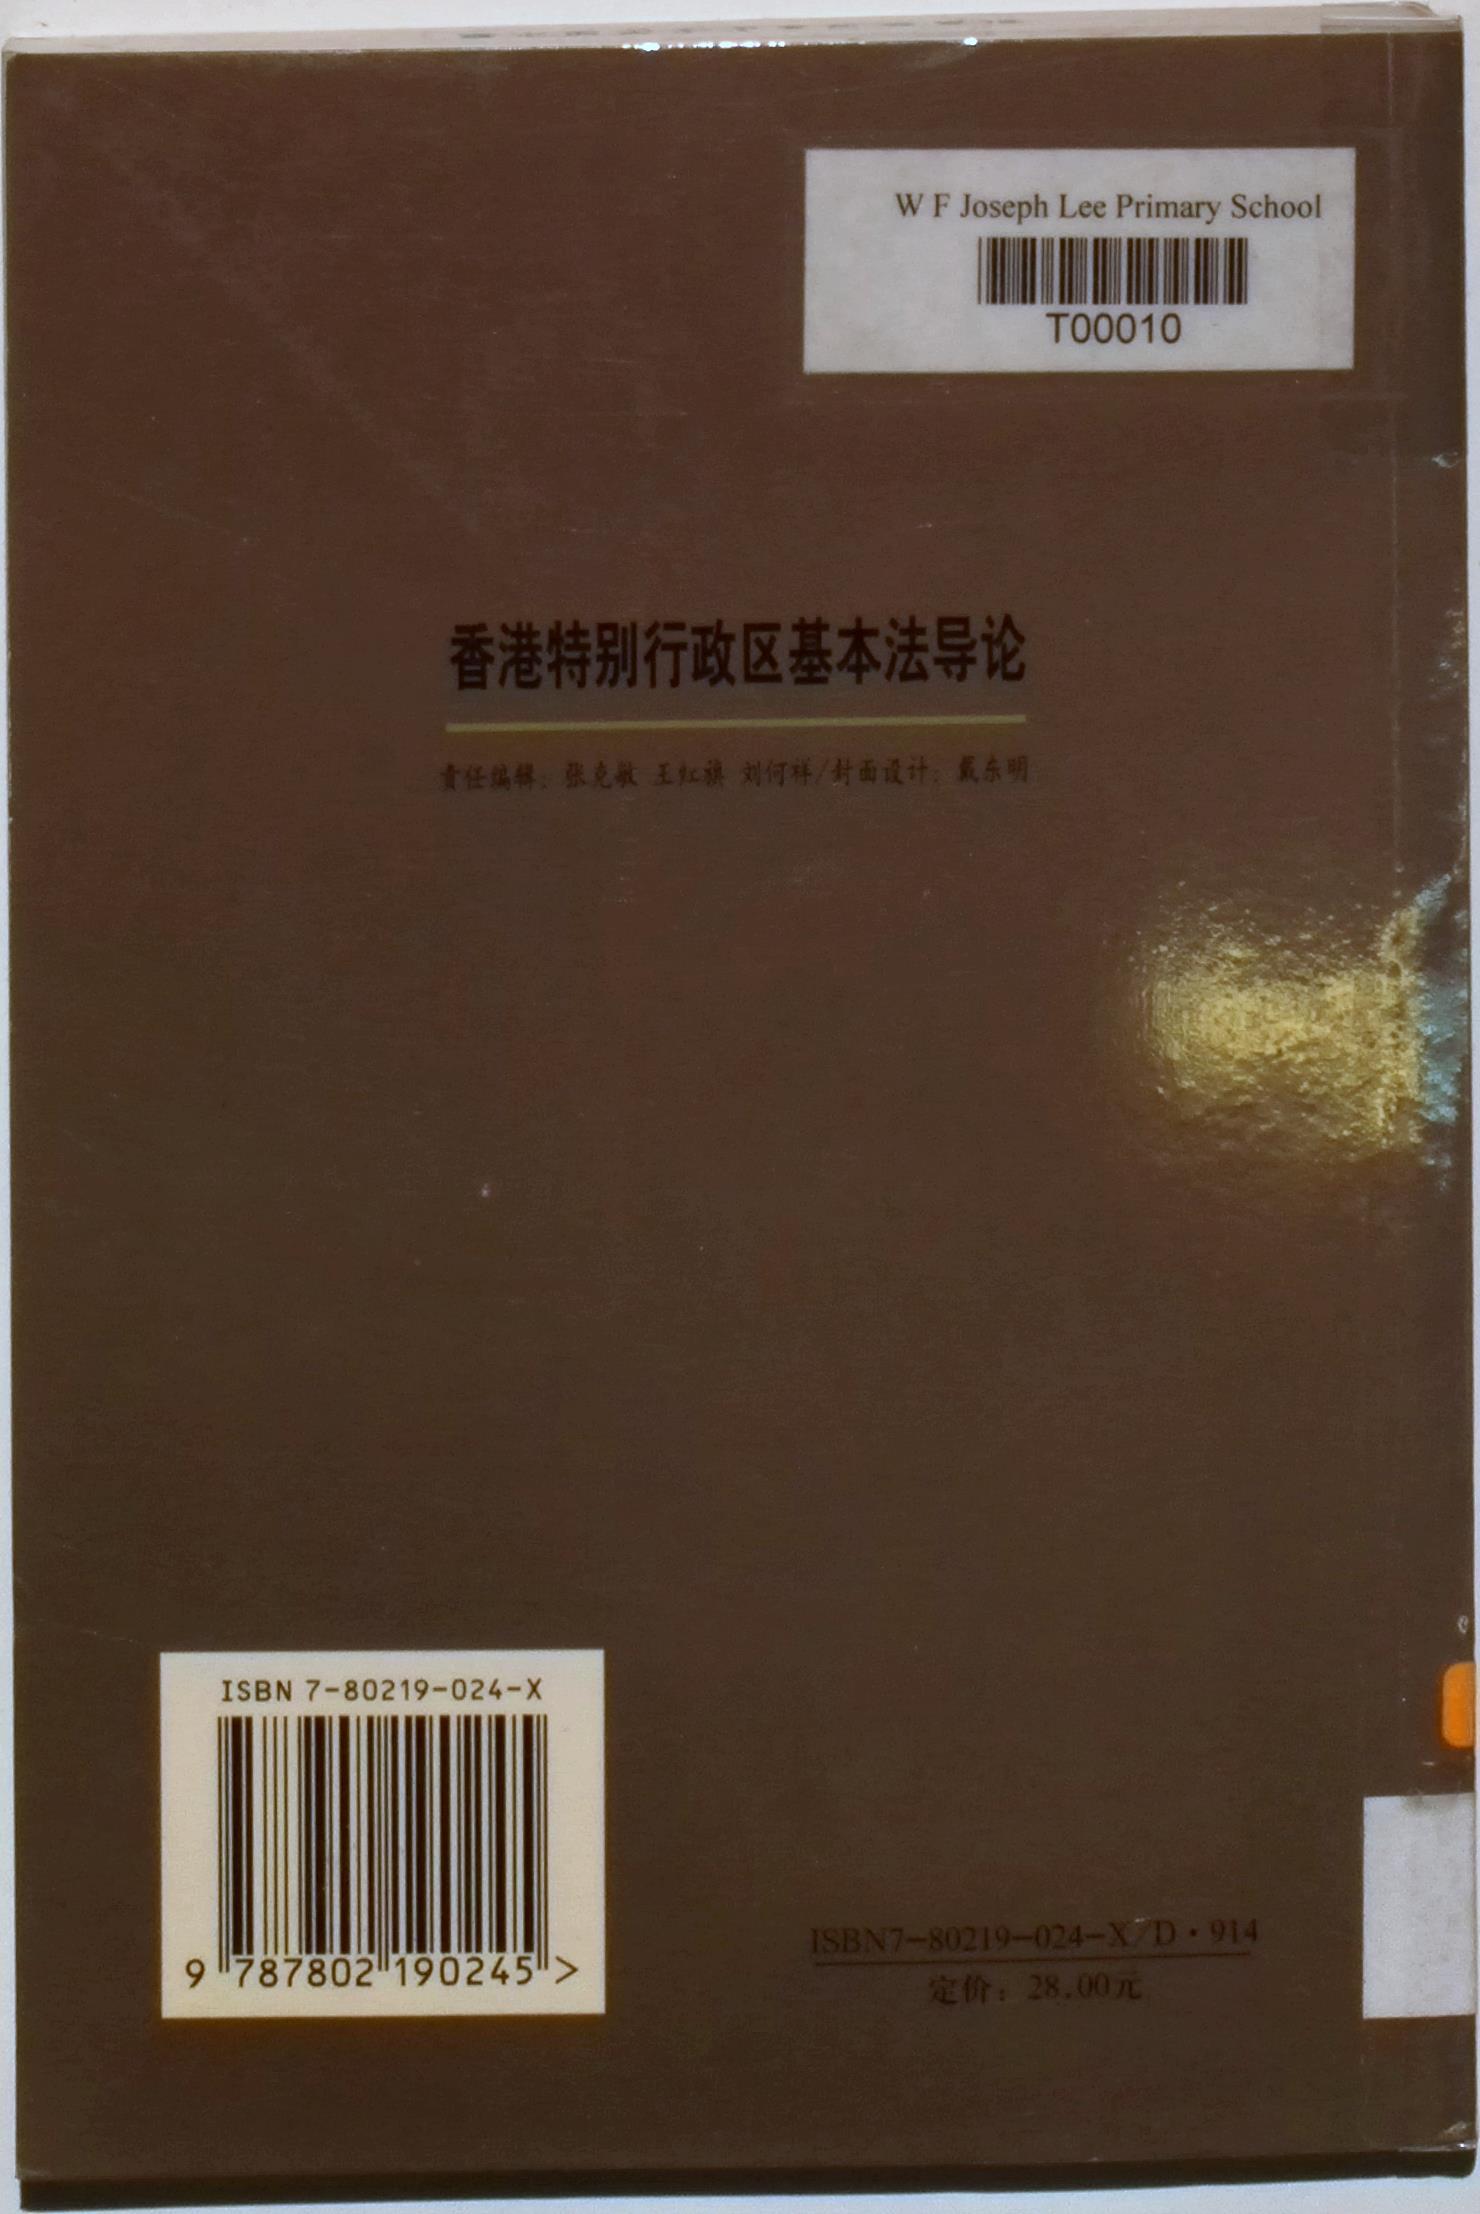 W F Joseph Lee Primary School
T00010
香港特别行政区基本法导论
责任编辑：张克敏 王虹旗 刘何祥/封面设计：戴东明
ISBN 7-80219-024-X
9 787802 190245 >
ISBN7-80219-024-X/D·914
定价：28.00元